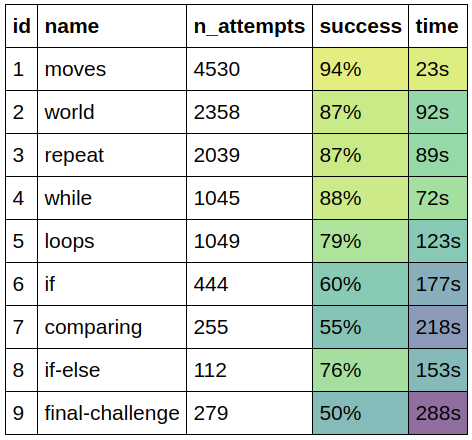 id name n_attempts success time
1 moves 4530 94% 23s
2 world 2358 87% 92s
3 repeat 2039 87% 89s
4 while 1045 88% 72s
5 loops 1049 79% 123s
6 if 444 60% 177s
7 comparing 255 55% 218s
8 if-else 112 76% 153s
9 final-challenge 279 50% 288s